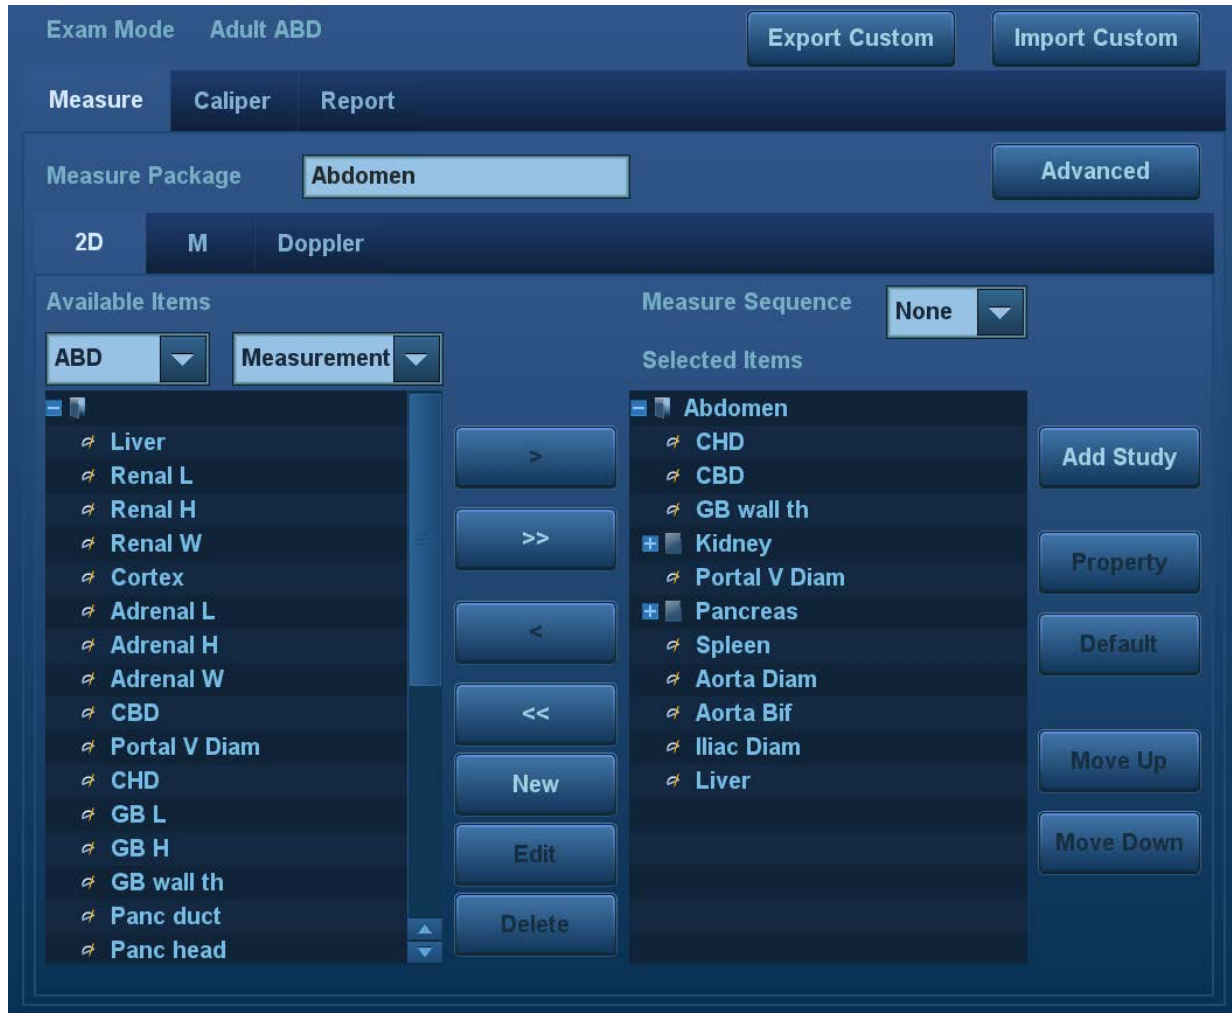 Exam Mode Adult ABD Export Custom Import Custom
Measure Caliper Report
Measure Package Abdomen Advanced
2D M Doppler
Available Items
ABD Measurement
Liver
Renal L
Renal H
Renal W
Cortex
Adrenal L
Adrenal H
Adrenal W
CBD
Portal V Diam
CHD
GB L
GB H
GB wall th
Panc duct
Panc head
>
>>
<
<<
New
Edit
Delete
Measure Sequence None
Selected Items
Abdomen
CHD
CBD
GB wall th
Kidney
Portal V Diam
Pancreas
Spleen
Aorta Diam
Aorta Bif
Iliac Diam
Liver
Add Study
Property
Default
Move Up
Move Down